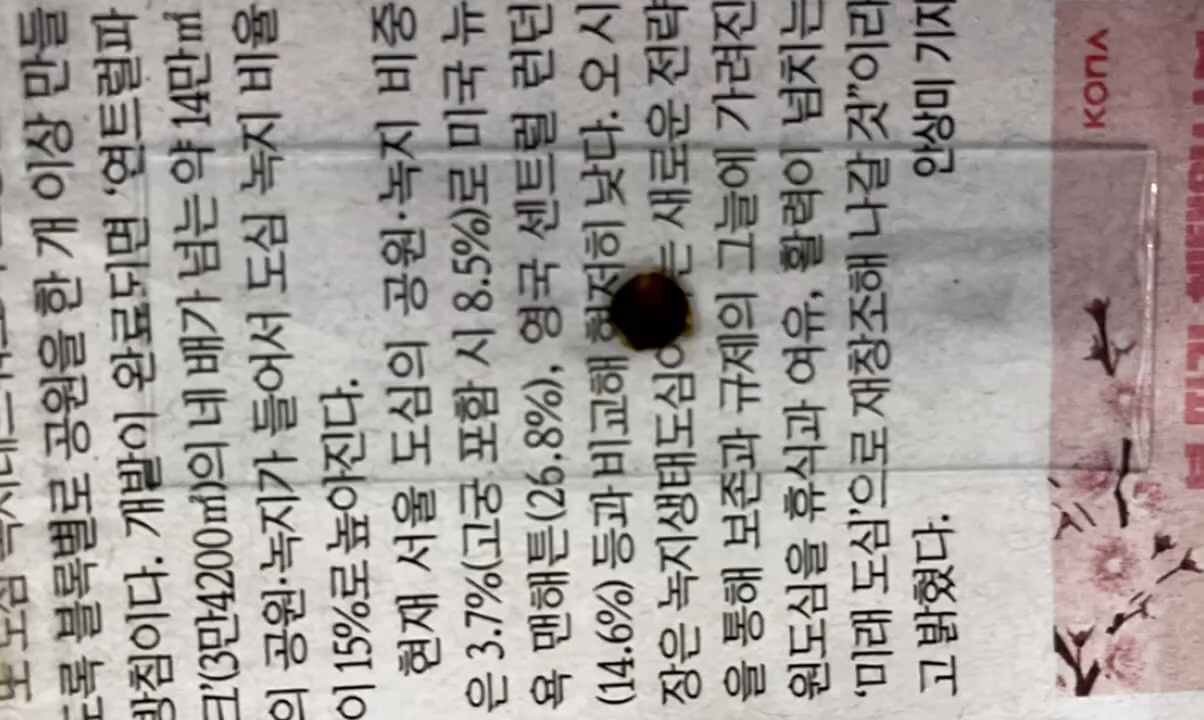 도록 블록별로 공원을 한 개 이상 만들
방침이다. 개발이 완료되면 ‘연트럴파
크’(3만4200㎡)의 네 배가 넘는 약 14만㎡
의 공원·녹지가 들어서 도심 녹지 비율
이 15%로 높아진다.
현재 서울 도심의 공원·녹지 비중
은 3.7%(고궁 포함 시 8.5%)로 미국 뉴
욕 맨해튼(26.8%), 영국 센트럴 런던
(14.6%) 등과 비교해 현저히 낮다. 오 시
장은 녹지생태도심 새로운 전략
을 통해 보존과 규제의 그늘에 가려진
원도심을 휴식과 여유, 활력이 넘치는
‘미래 도심’으로 재창조해 나갈 것”이라
고 밝혔다.
안상미 기자
KONA